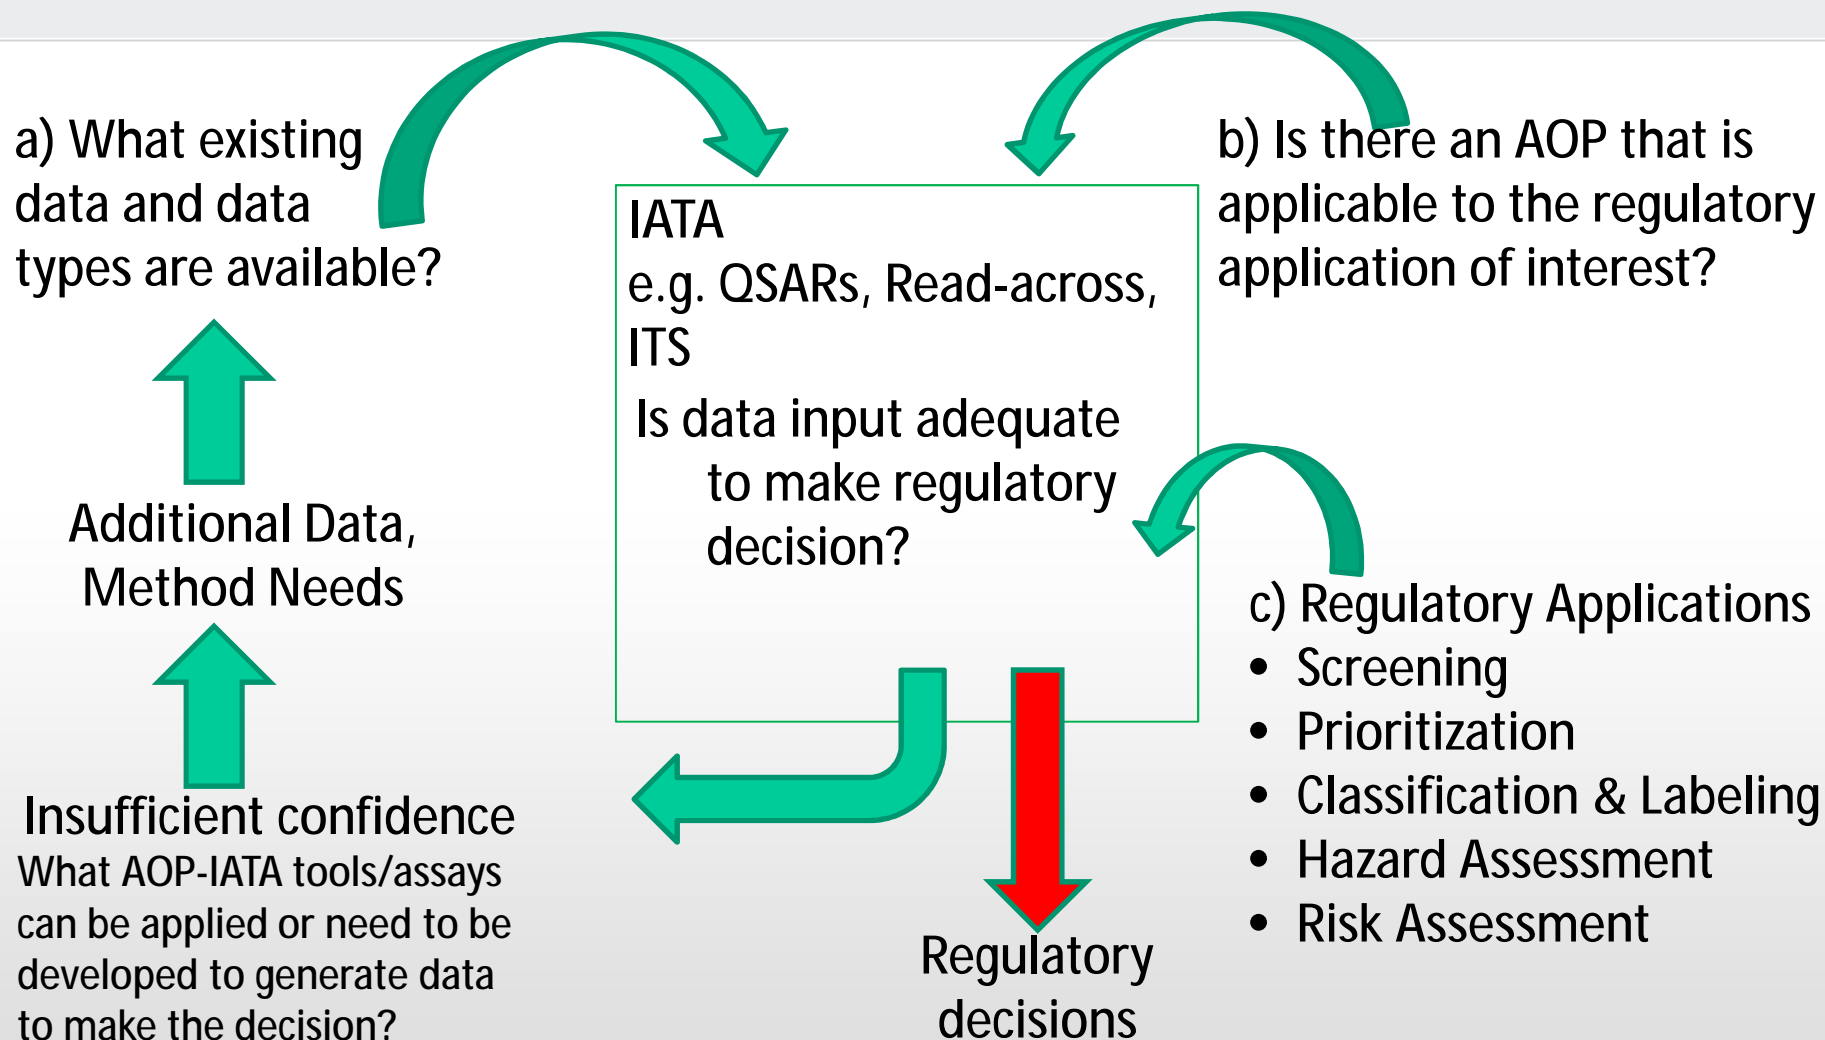 a) What existing
data and data
types are available?
Additional Data,
Method Needs
Insufficient confidence
What AOP-IATA tools/assays
can be applied or need to be
developed to generate data
to make the decision?
IATA
e.g. QSARs, Read-across,
ITS
Is data input adequate
to make regulatory
decision?
Regulatory
decisions
b) Is there an AOP that is
applicable to the regulatory
application of interest?
c) Regulatory Applications
• Screening
• Prioritization
• Classification & Labeling
• Hazard Assessment
• Risk Assessment